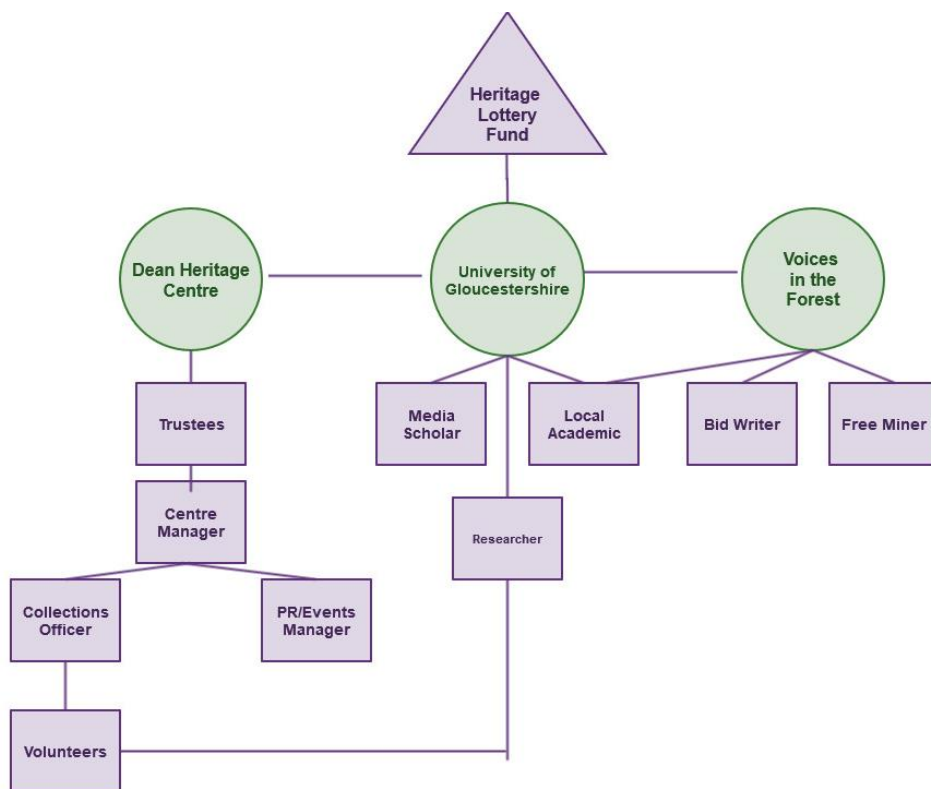 Heritage
Lottery
Fund
Dean Heritage
Centre
University of
Gloucestershire
Voices
in the
Forest
Trustees
Media
Scholar
Local
Academic
Bid Writer
Free Miner
Centre
Manager
Researcher
Collections
Officer
PR/Events
Manager
Volunteers